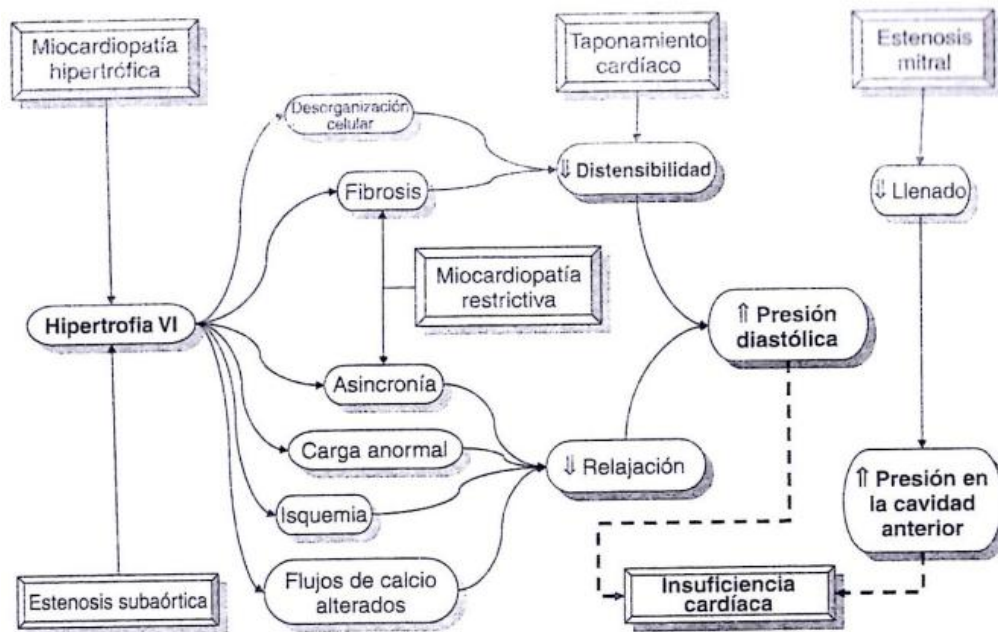 Miocardiopatía
hipertrófica
Taponamiento
cardíaco
Estenosis
mitral
Desorganización
celular
⇓ Distensibilidad
Fibrosis
⇓ Llenado
Miocardiopatía
restrictiva
Hipertrofia VI
⇑ Presión
diastólica
Asincronía
Carga anormal
⇓ Relajación
⇑ Presión en
la cavidad
anterior
Isquemia
Flujos de calcio
alterados
Estenosis subaórtica
Insuficiencia
cardíaca